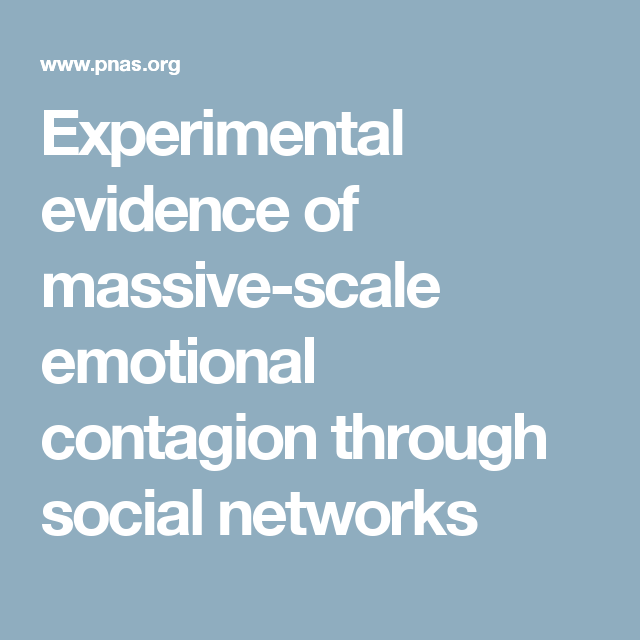 www.pnas.org
Experimental
evidence of
massive-scale
emotional
contagion through
social networks